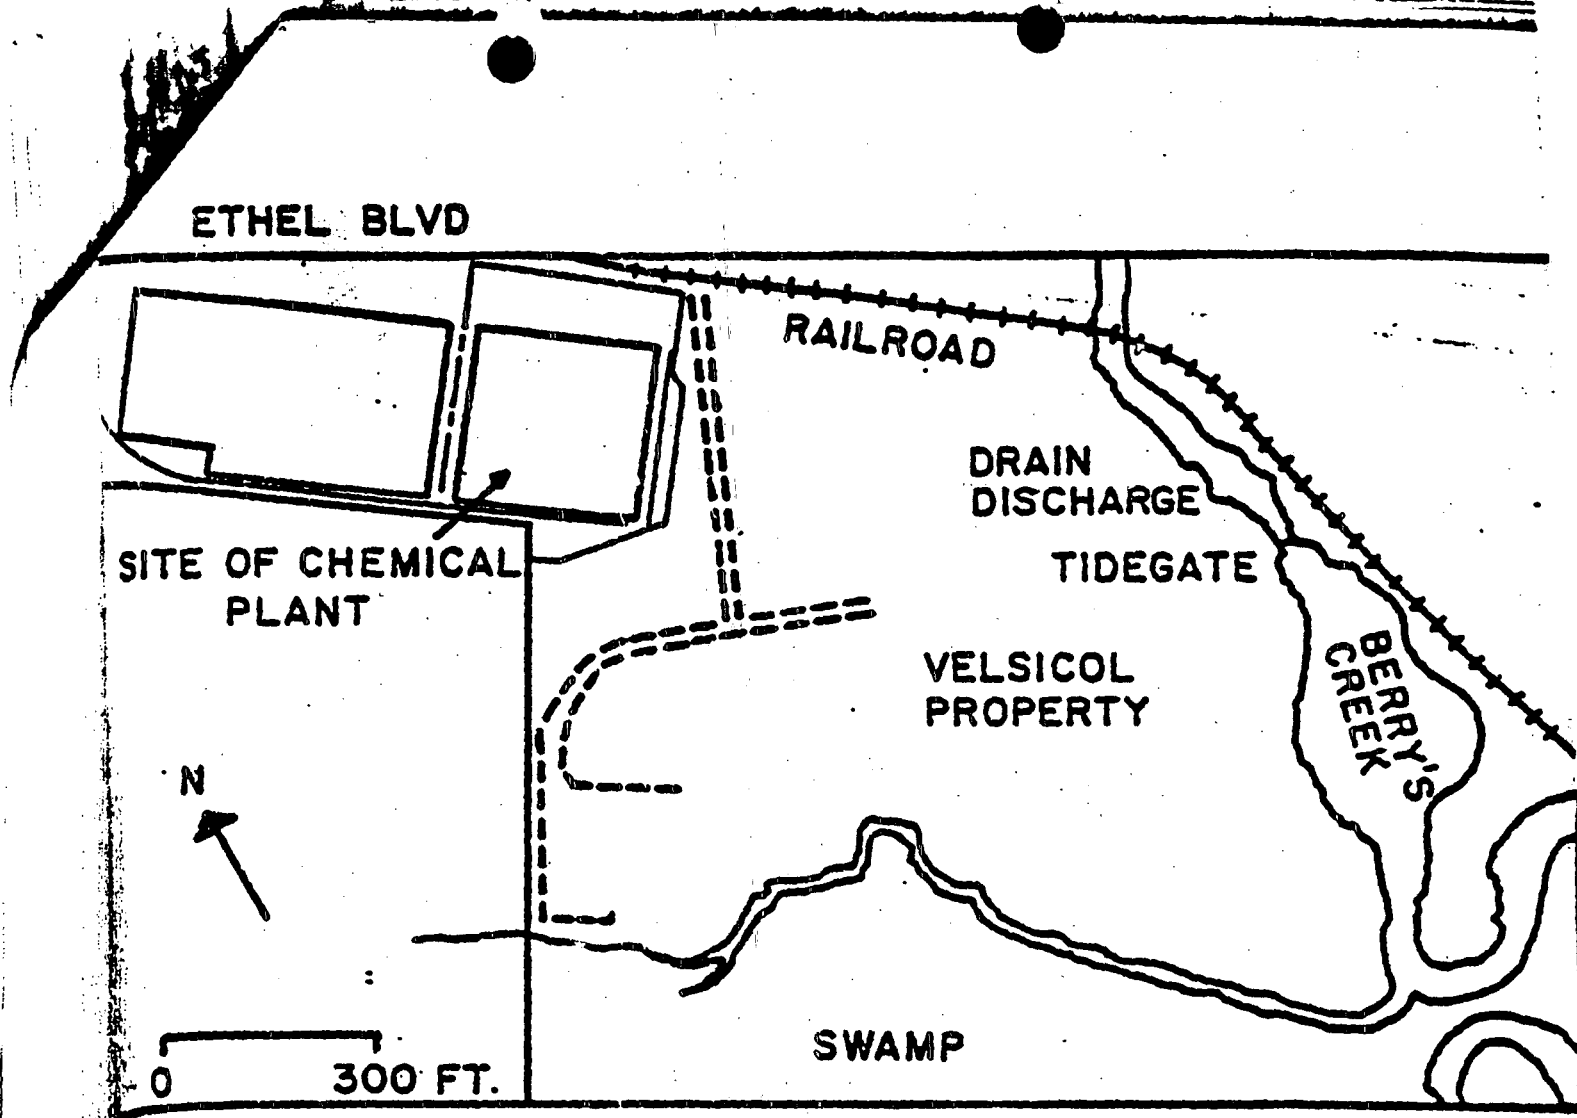 ETHEL BLVD
RAILROAD
DRAIN
DISCHARGE
TIDEGATE
SITE OF CHEMICAL
PLANT
VELSICOL
PROPERTY
BERRY'S
CREEK
N
SWAMP
0 300 FT.